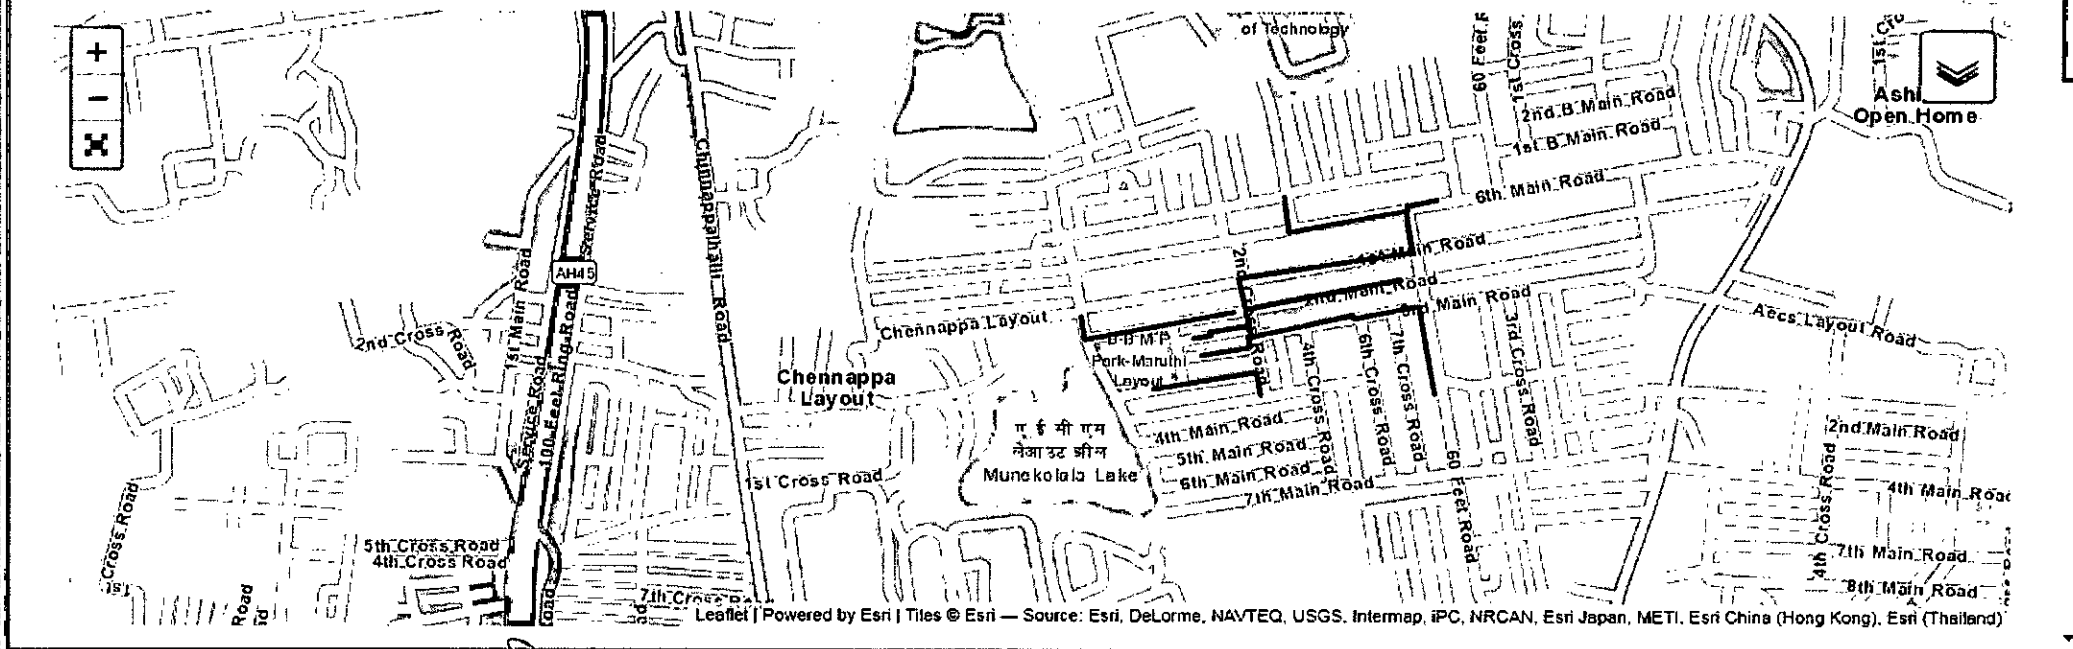 +
−
of Technology
60 Feet R
1st Cross
2nd B Main Road
1st B Main Road
Open Home
6th Main Road
Service Road
Chinnappahalli Road
AH45
1st Main Road
2nd Cross Road
Service Road
100 Feet Ring Road
Chennappa Layout
Chennappa
Layout
2nd Cross Road
1st Main Road
2nd Main Road
3rd Main Road
B B M P
Park-Maruthi
Layout
Munekolala Lake
4th Main Road
5th Main Road
6th Main Road
7th Main Road
4th Cross Road
6th Cross Road
7th Cross Road
3rd Cross Road
60 Feet Road
Aecs Layout Road
2nd Main Road
4th Main Road
4th Cross Road
7th Main Road
8th Main Road
1st Cross Road
1st Cross Road
5th Cross Road
4th Cross Road
7th Cross
Road
Leaflet | Powered by Esri | Tiles © Esri — Source: Esri, DeLorme, NAVTEQ, USGS, Intermap, iPC, NRCAN, Esri Japan, METI, Esri China (Hong Kong), Esri (Thailand)